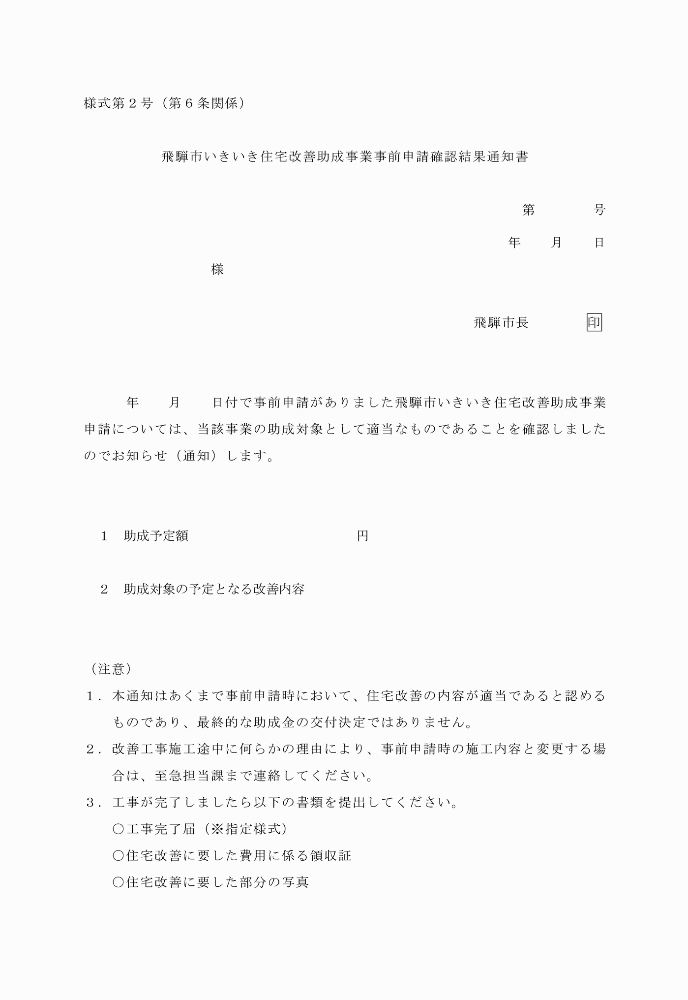 様式第２号（第６条関係）
飛騨市いきいき住宅改善助成事業事前申請確認結果通知書
第　　　　号
年　　月　　日
様
飛騨市長　　　　印
年　　月　　日付で事前申請がありました飛騨市いきいき住宅改善助成事業
申請については、当該事業の助成対象として適当なものであることを確認しました
のでお知らせ（通知）します。
１　助成予定額　　　　　　　　　　　　　円
２　助成対象の予定となる改善内容
（注意）
１．本通知はあくまで事前申請時において、住宅改善の内容が適当であると認める
ものであり、最終的な助成金の交付決定ではありません。
２．改善工事施工途中に何らかの理由により、事前申請時の施工内容と変更する場
合は、至急担当課まで連絡してください。
３．工事が完了しましたら以下の書類を提出してください。
○工事完了届（※指定様式）
○住宅改善に要した費用に係る領収証
○住宅改善に要した部分の写真